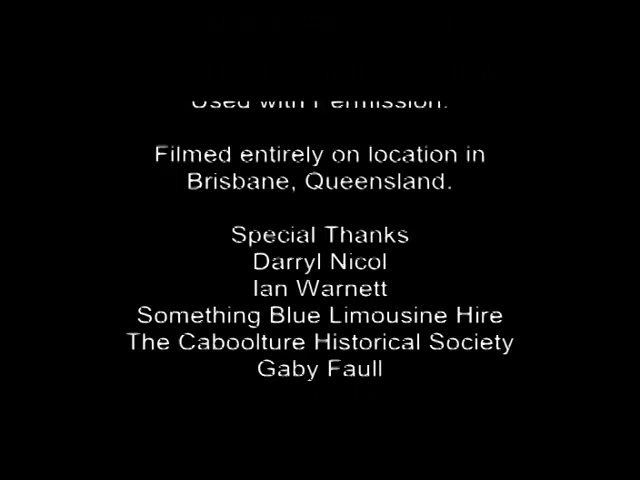 Used with Permission.
Filmed entirely on location in
Brisbane, Queensland.
Special Thanks
Darryl Nicol
Ian Warnett
Something Blue Limousine Hire
The Caboolture Historical Society
Gaby Faull